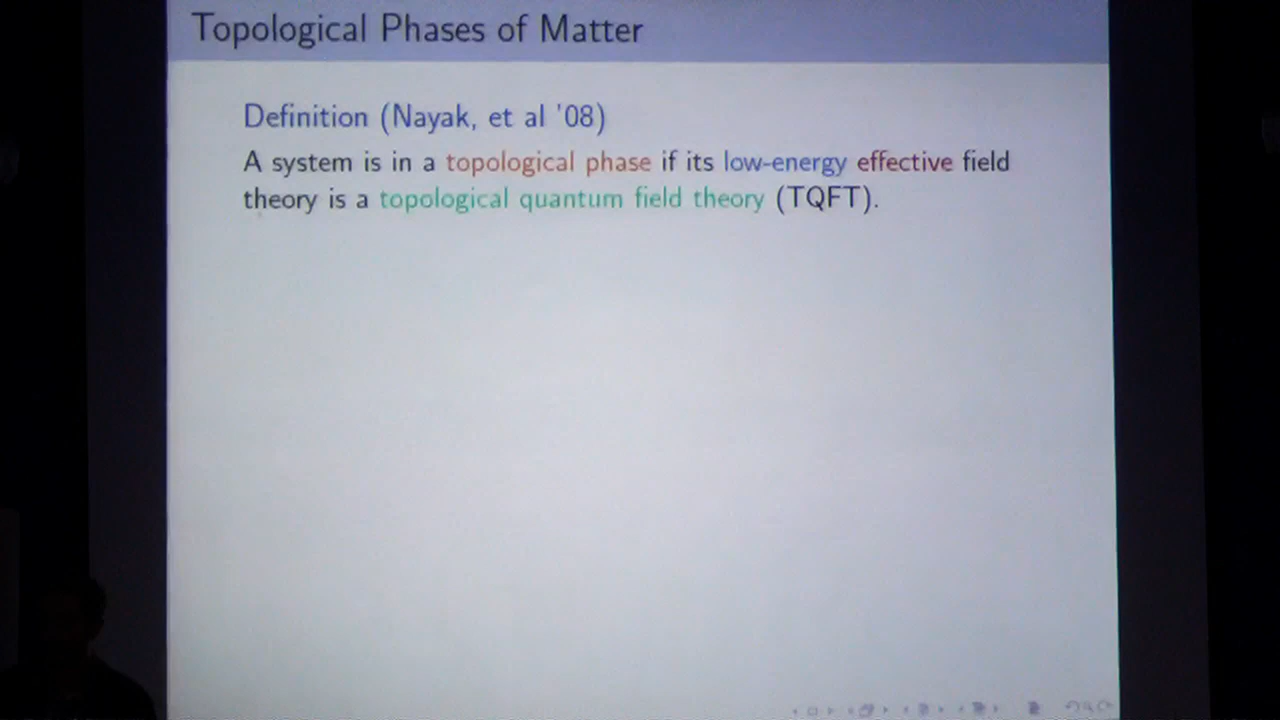 Topological Phases of Matter
Definition (Nayak, et al '08)
A system is in a topological phase if its low-energy effective field
theory is a topological quantum field theory (TQFT).